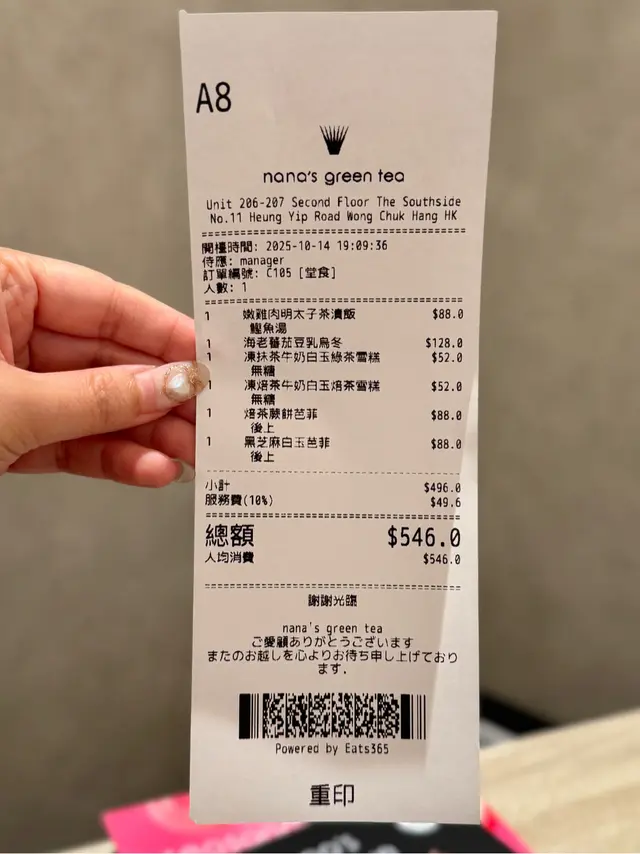 A8
nana's green tea
Unit 206-207 Second Floor The Southside
No.11 Heung Yip Road Wong Chuk Hang HK
開檯時間: 2025-10-14 19:09:36
侍應: manager
訂單編號: C105 [堂食]
人數: 1
1 嫩雞肉明太子茶漬飯 $88.0
鰹魚湯
1 海老蕃茄豆乳烏冬 $128.0
1 凍抹茶牛奶白玉綠茶雪糕 $52.0
無糖
1 凍焙茶牛奶白玉焙茶雪糕 $52.0
無糖
1 焙茶蕨餅芭菲 $88.0
後上
1 黑芝麻白玉芭菲 $88.0
後上
小計 $496.0
服務費(10%) $49.6
總額 $546.0
人均消費 $546.0
謝謝光臨
nana's green tea
ご愛顧ありがとうございます
またのお越しを心よりお待ち申し上げており
ます.
Powered by Eats365
重印